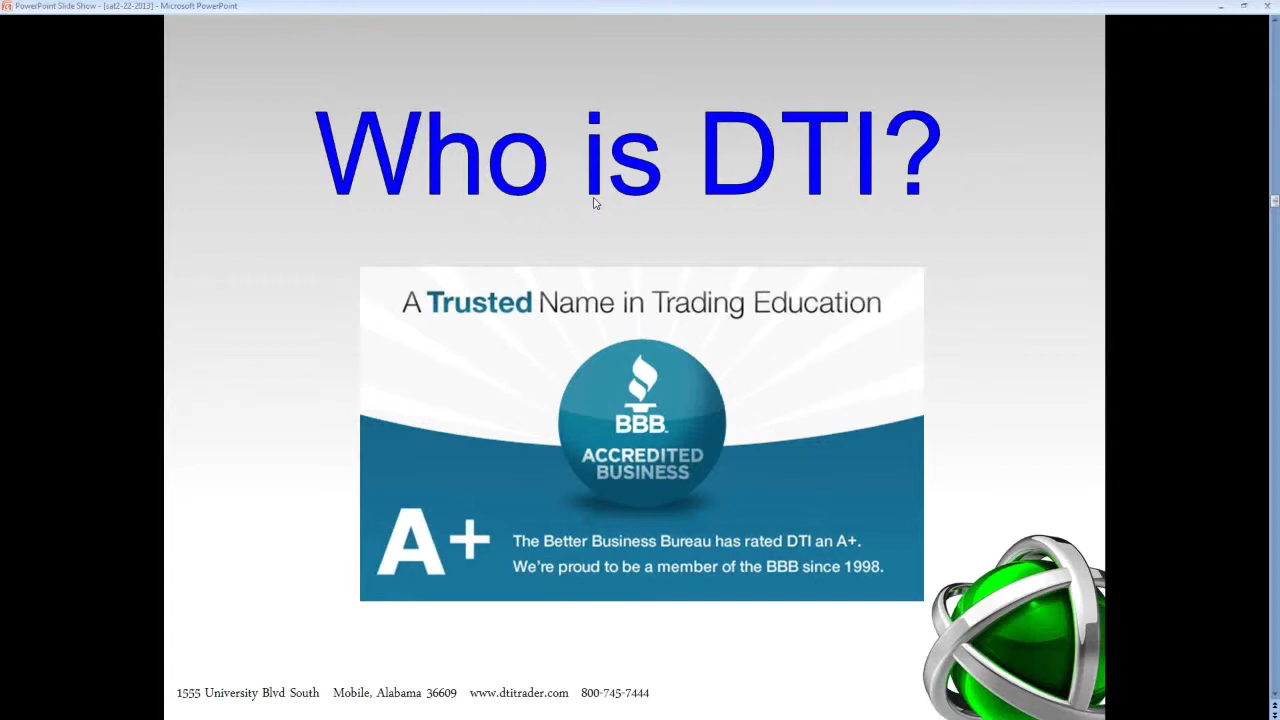 PowerPoint Slide Show - [sat2-22-2013] - Microsoft PowerPoint
Who is DTI?
A Trusted Name in Trading Education
BBB
ACCREDITED
BUSINESS
A+
The Better Business Bureau has rated DTI an A+.
We're proud to be a member of the BBB since 1998.
1555 University Blvd South Mobile, Alabama 36609 www.dtitrader.com 800-745-7444